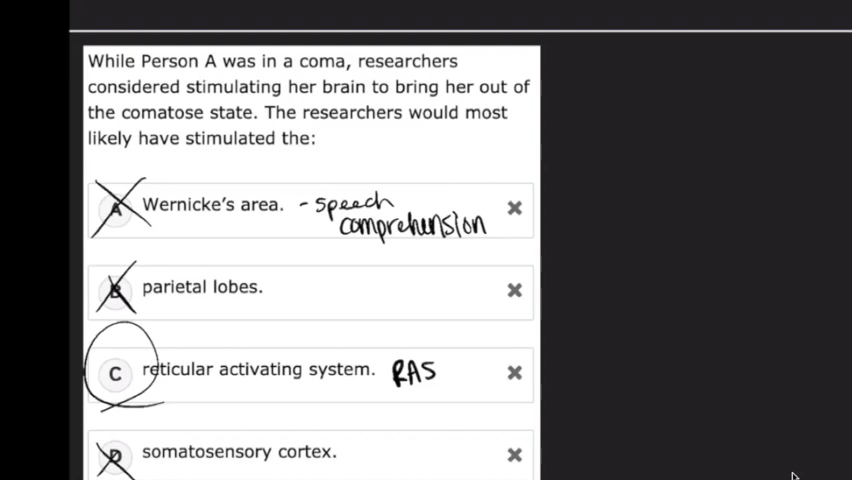 While Person A was in a coma, researchers
considered stimulating her brain to bring her out of
the comatose state. The researchers would most
likely have stimulated the:
A Wernicke's area. - speech
comprehension
B parietal lobes.
C reticular activating system. RAS
D somatosensory cortex.